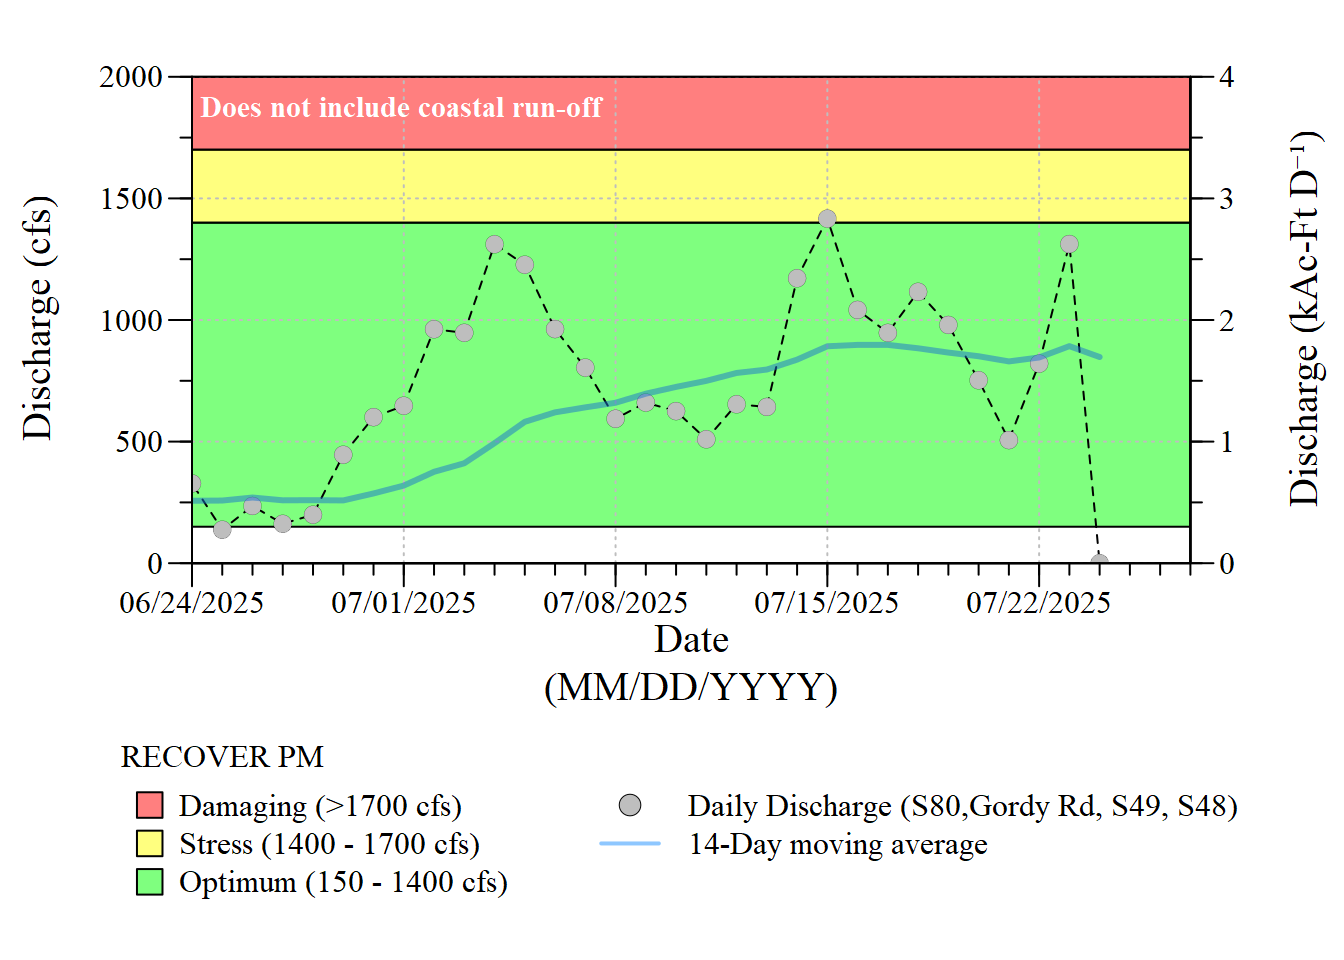 Does not include coastal run-off
2000
1500
1000
500
0
4
3
2
1
0
Discharge (cfs)
Discharge (kAc-Ft D⁻¹)
06/24/2025 07/01/2025 07/08/2025 07/15/2025 07/22/2025
Date
(MM/DD/YYYY)
RECOVER PM
Damaging (>1700 cfs)
Stress (1400 - 1700 cfs)
Optimum (150 - 1400 cfs)
Daily Discharge (S80,Gordy Rd, S49, S48)
14-Day moving average